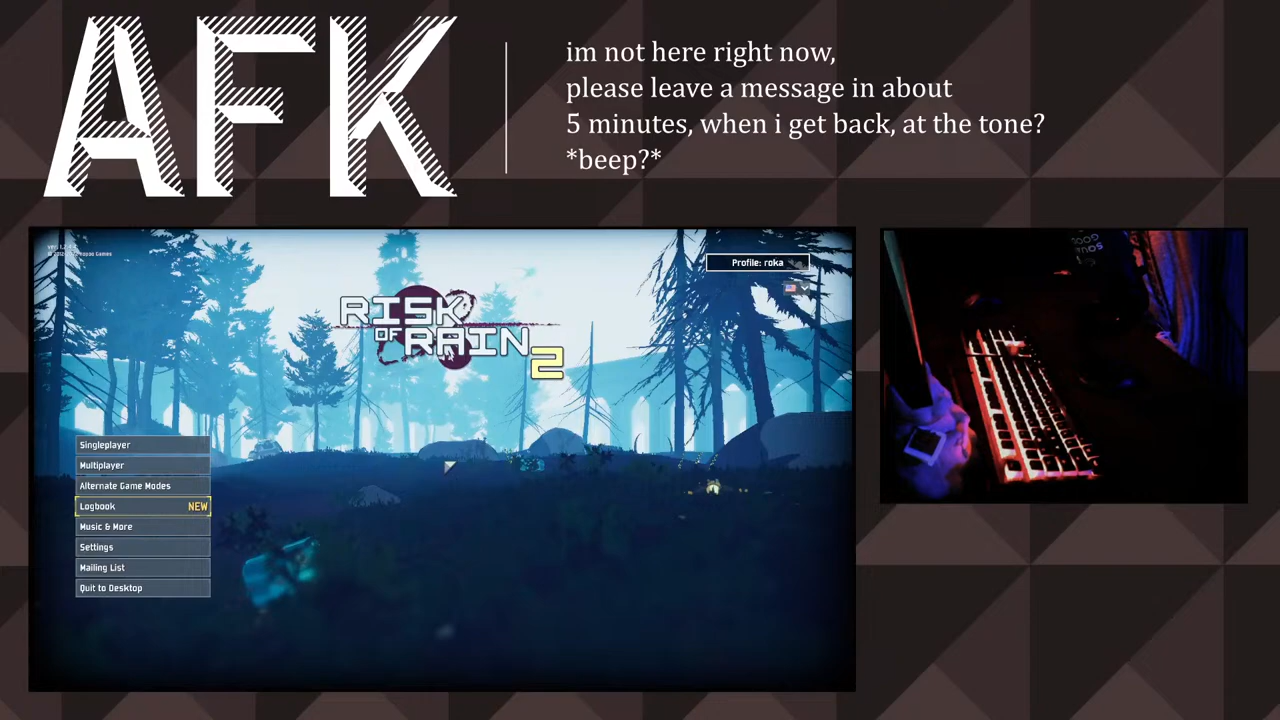 AFK
im not here right now,
please leave a message in about
5 minutes, when i get back, at the tone?
*beep?*
Profile: roka
RISK
OF RAIN
2
Singleplayer
Multiplayer
Alternate Game Modes
Logbook NEW
Music & More
Settings
Mailing List
Quit to Desktop